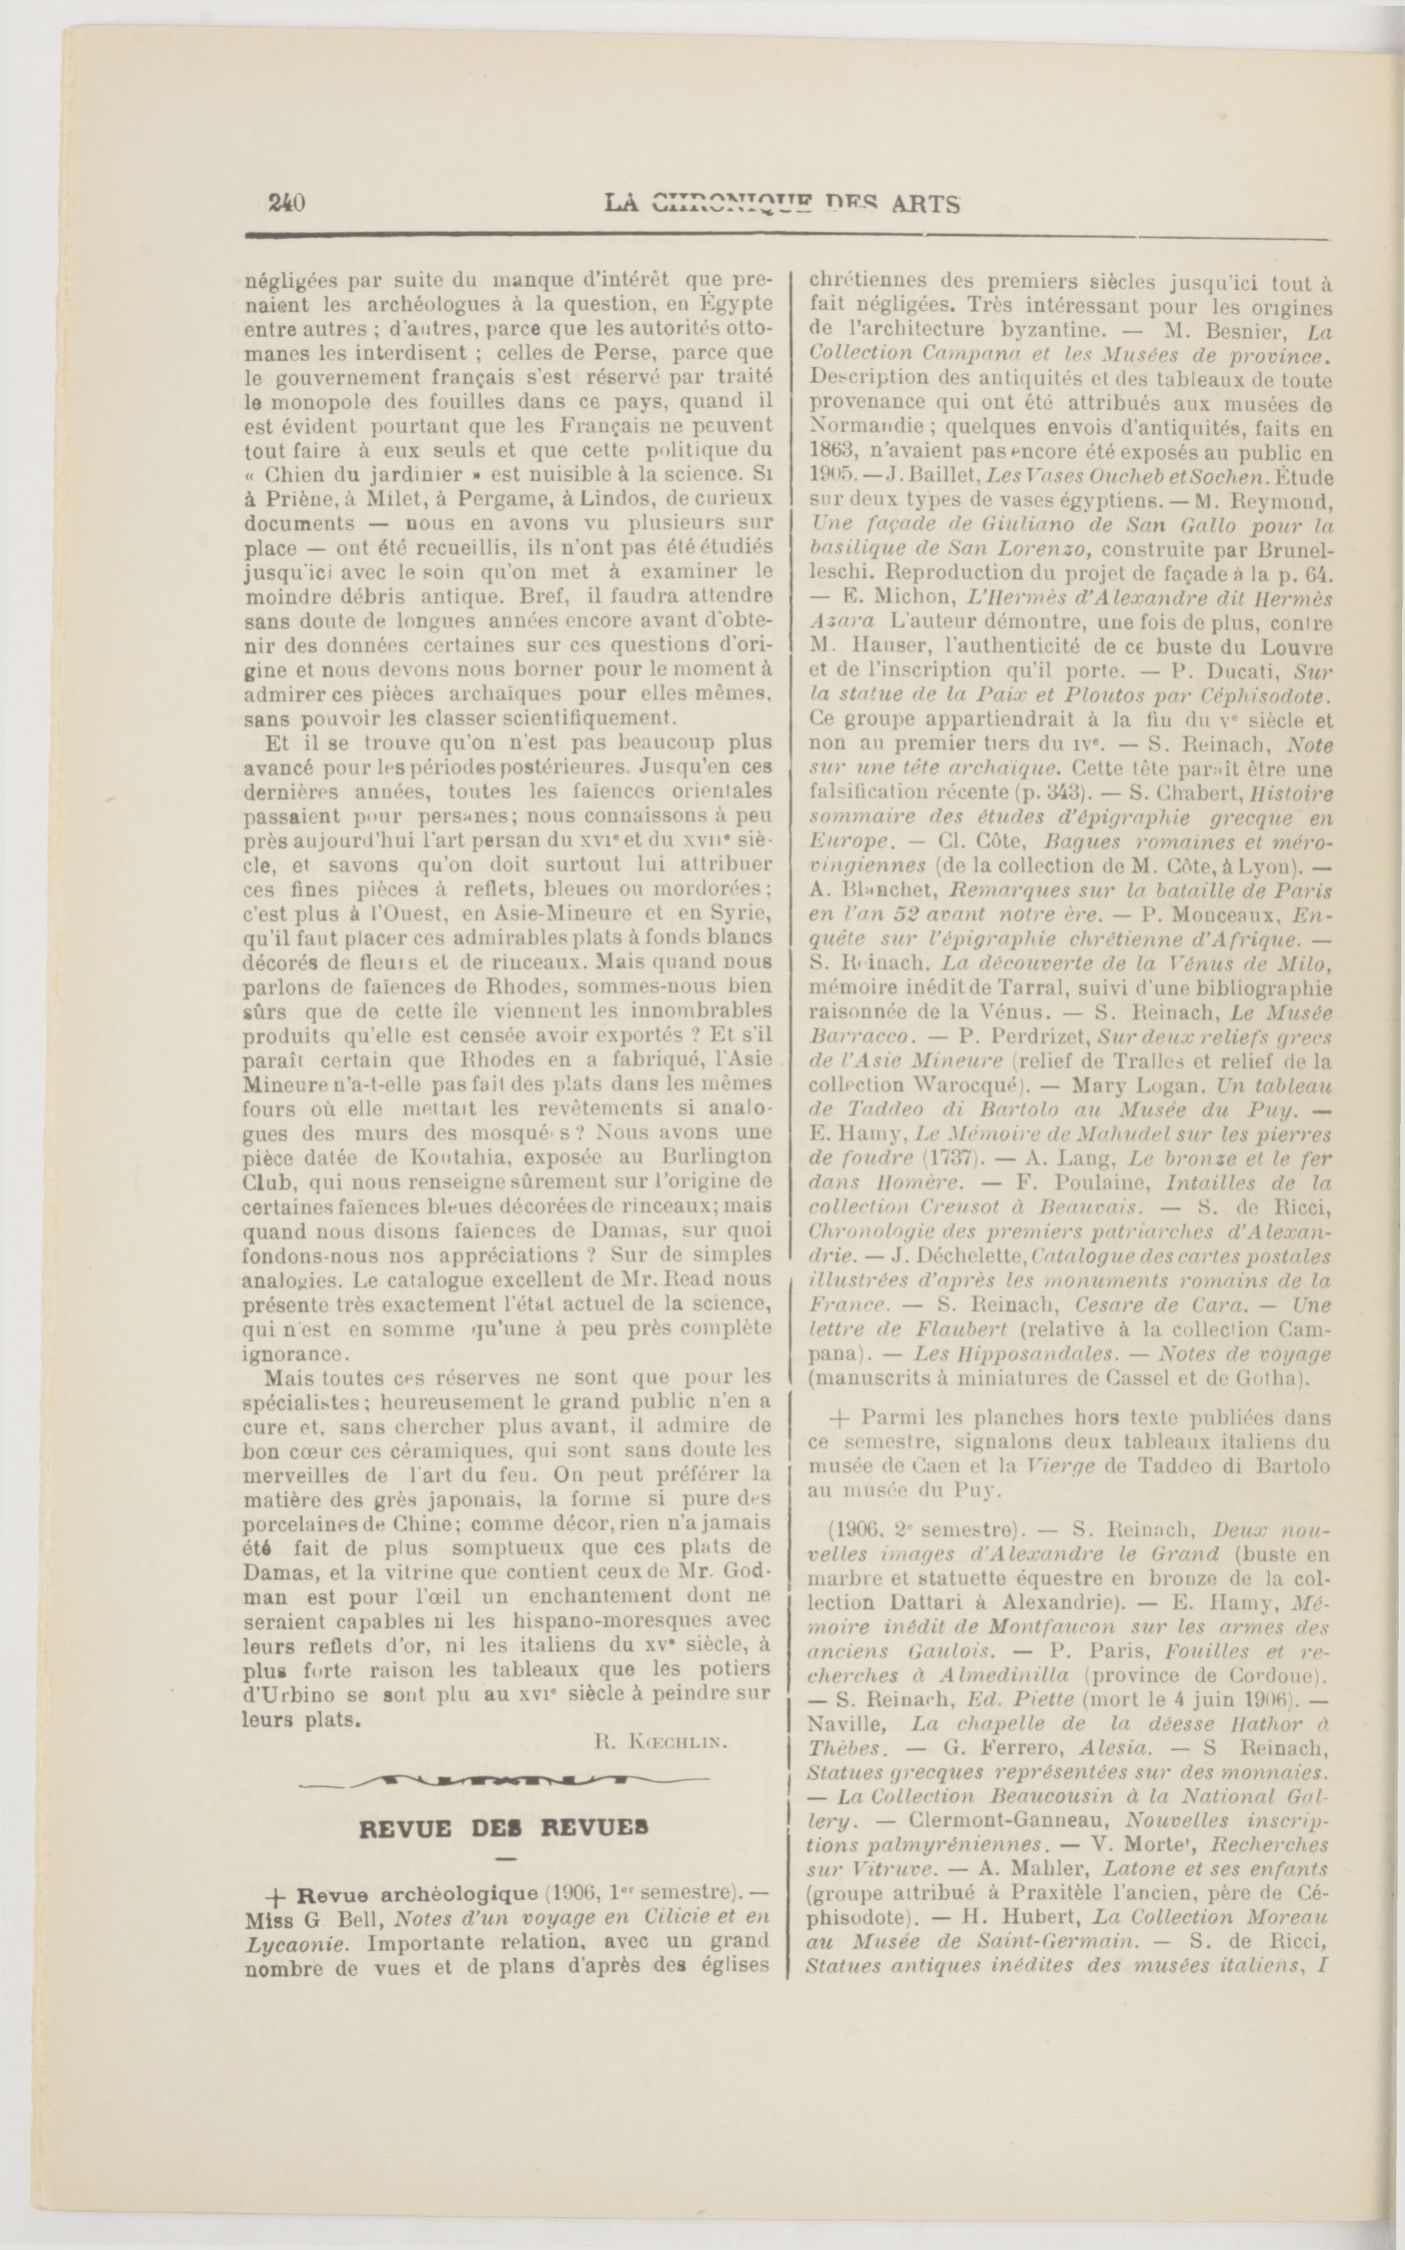 240
LA CHRONIQUE DES ARTS
négligées par suite du manque d'intérêt que pre-
naient les archéologues à la question, en Égypte
entre autres ; d'autres, parce que les autorités otto-
manes les interdisent ; celles de Perse, parce que
le gouvernement français s'est réservé par traité
le monopole des fouilles dans ce pays, quand il
est évident pourtant que les Français ne peuvent
tout faire à eux seuls et que cette politique du
« Chien du jardinier » est nuisible à la science. Si
à Priène, à Milet, à Pergame, à Lindos, de curieux
documents — nous en avons vu plusieurs sur
place — ont été recueillis, ils n'ont pas été étudiés
jusqu'ici avec le soin qu'on met à examiner le
moindre débris antique. Bref, il faudra attendre
sans doute de longues années encore avant d'obte-
nir des données certaines sur ces questions d'ori-
gine et nous devons nous borner pour le moment à
admirer ces pièces archaïques pour elles mêmes,
sans pouvoir les classer scientifiquement.
Et il se trouve qu'on n'est pas beaucoup plus
avancé pour les périodes postérieures. Jusqu'en ces
dernières années, toutes les faïences orientales
passaient pour persanes; nous connaissons à peu
près aujourd'hui l'art persan du XVIe et du XVIIe siè-
cle, et savons qu'on doit surtout lui attribuer
ces fines pièces à reflets, bleues ou mordorées;
c'est plus à l'Ouest, en Asie-Mineure et en Syrie,
qu'il faut placer ces admirables plats à fonds blancs
décorés de fleurs et de rinceaux. Mais quand nous
parlons de faïences de Rhodes, sommes-nous bien
sûrs que de cette île viennent les innombrables
produits qu'elle est censée avoir exportés ? Et s'il
paraît certain que Rhodes en a fabriqué, l'Asie
Mineure n'a-t-elle pas fait des plats dans les mêmes
fours où elle mettait les revêtements si analo-
gues des murs des mosquées? Nous avons une
pièce datée de Koutahia, exposée au Burlington
Club, qui nous renseigne sûrement sur l'origine de
certaines faïences bleues décorées de rinceaux; mais
quand nous disons faïences de Damas, sur quoi
fondons-nous nos appréciations ? Sur de simples
analogies. Le catalogue excellent de Mr. Read nous
présente très exactement l'état actuel de la science,
qui n'est en somme qu'une à peu près complète
ignorance.
Mais toutes ces réserves ne sont que pour les
spécialistes; heureusement le grand public n'en a
cure et, sans chercher plus avant, il admire de
bon cœur ces céramiques, qui sont sans doute les
merveilles de l'art du feu. On peut préférer la
matière des grès japonais, la forme si pure des
porcelaines de Chine; comme décor, rien n'a jamais
été fait de plus somptueux que ces plats de
Damas, et la vitrine que contient ceux de Mr. God-
man est pour l'œil un enchantement dont ne
seraient capables ni les hispano-moresques avec
leurs reflets d'or, ni les italiens du XVe siècle, à
plus forte raison les tableaux que les potiers
d'Urbino se sont plu au XVIe siècle à peindre sur
leurs plats.
R. KŒCHLIN.
REVUE DES REVUES
+ Revue archéologique (1906, 1er semestre). —
Miss G Bell, Notes d'un voyage en Cilicie et en
Lycaonie. Importante relation, avec un grand
nombre de vues et de plans d'après des églises
chrétiennes des premiers siècles jusqu'ici tout à
fait négligées. Très intéressant pour les origines
de l'architecture byzantine. — M. Besnier, La
Collection Campana et les Musées de province.
Description des antiquités et des tableaux de toute
provenance qui ont été attribués aux musées de
Normandie ; quelques envois d'antiquités, faits en
1863, n'avaient pas encore été exposés au public en
1905. — J. Baillet, Les Vases Oucheb et Sochen. Étude
sur deux types de vases égyptiens. — M. Reymond,
Une façade de Giuliano de San Gallo pour la
basilique de San Lorenzo, construite par Brunel-
leschi. Reproduction du projet de façade à la p. 64.
— E. Michon, L'Hermès d'Alexandre dit Hermès
Azara L'auteur démontre, une fois de plus, contre
M. Hauser, l'authenticité de ce buste du Louvre
et de l'inscription qu'il porte. — P. Ducati, Sur
la statue de la Paix et Ploutos par Céphisodote.
Ce groupe appartiendrait à la fin du Ve siècle et
non au premier tiers du IVe. — S. Reinach, Note
sur une tête archaïque. Cette tête paraît être une
falsification récente (p. 343). — S. Chabert, Histoire
sommaire des études d'épigraphie grecque en
Europe. — Cl. Côte, Bagues romaines et méro-
vingiennes (de la collection de M. Côte, à Lyon). —
A. Blanchet, Remarques sur la bataille de Paris
en l'an 52 avant notre ère. — P. Monceaux, En-
quête sur l'épigraphie chrétienne d'Afrique. —
S. Reinach, La découverte de la Vénus de Milo,
mémoire inédit de Tarral, suivi d'une bibliographie
raisonnée de la Vénus. — S. Reinach, Le Musée
Barracco. — P. Perdrizet, Sur deux reliefs grecs
de l'Asie Mineure (relief de Tralles et relief de la
collection Warocqué). — Mary Logan. Un tableau
de Taddeo di Bartolo au Musée du Puy. —
E. Hamy, Le Mémoire de Mahudel sur les pierres
de foudre (1737). — A. Lang, Le bronze et le fer
dans Homère. — F. Poulaine, Intailles de la
collection Creusot à Beauvais. — S. de Ricci,
Chronologie des premiers patriarches d'Alexan-
drie. — J. Déchelette, Catalogue des cartes postales
illustrées d'après les monuments romains de la
France. — S. Reinach, Cesare de Cara. — Une
lettre de Flaubert (relative à la collection Cam-
pana). — Les Hipposandales. — Notes de voyage
(manuscrits à miniatures de Cassel et de Gotha).
+ Parmi les planches hors texte publiées dans
ce semestre, signalons deux tableaux italiens du
musée de Caen et la Vierge de Taddeo di Bartolo
au musée du Puy.
(1906, 2e semestre). — S. Reinach, Deux nou-
velles images d'Alexandre le Grand (buste en
marbre et statuette équestre en bronze de la col-
lection Dattari à Alexandrie). — E. Hamy, Mé-
moire inédit de Montfaucon sur les armes des
anciens Gaulois. — P. Paris, Fouilles et re-
cherches à Almedinilla (province de Cordoue).
— S. Reinach, Ed. Piette (mort le 4 juin 1906). —
Naville, La chapelle de la déesse Hathor à
Thèbes. — G. Ferrero, Alesia. — S Reinach,
Statues grecques représentées sur des monnaies.
— La Collection Beaucousin à la National Gal-
lery. — Clermont-Ganneau, Nouvelles inscrip-
tions palmyréniennes. — V. Mortet, Recherches
sur Vitruve. — A. Mahler, Latone et ses enfants
(groupe attribué à Praxitèle l'ancien, père de Cé-
phisodote). — H. Hubert, La Collection Moreau
au Musée de Saint-Germain. — S. de Ricci,
Statues antiques inédites des musées italiens, I